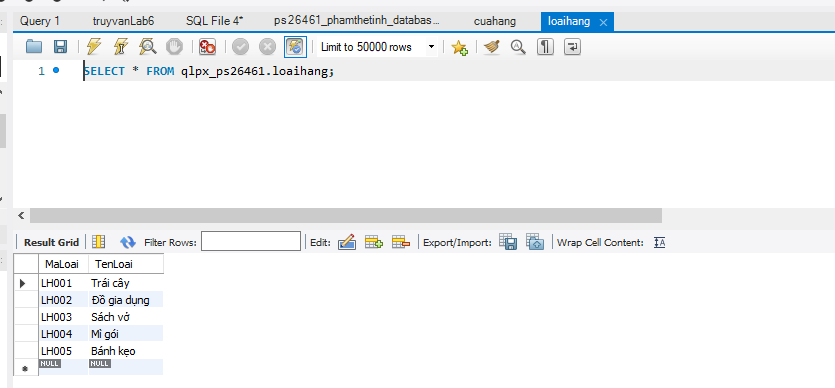 Query 1 truyvanLab6 SQL File 4* ps26461_phamthetinh_databas... cuahang loaihang
Limit to 50000 rows
1 SELECT * FROM qlpx_ps26461.loaihang;
Result Grid Filter Rows: Edit: Export/Import: Wrap Cell Content:
MaLoai TenLoai
LH001 Trái cây
LH002 Đồ gia dụng
LH003 Sách vở
LH004 Mì gói
LH005 Bánh kẹo
NULL NULL